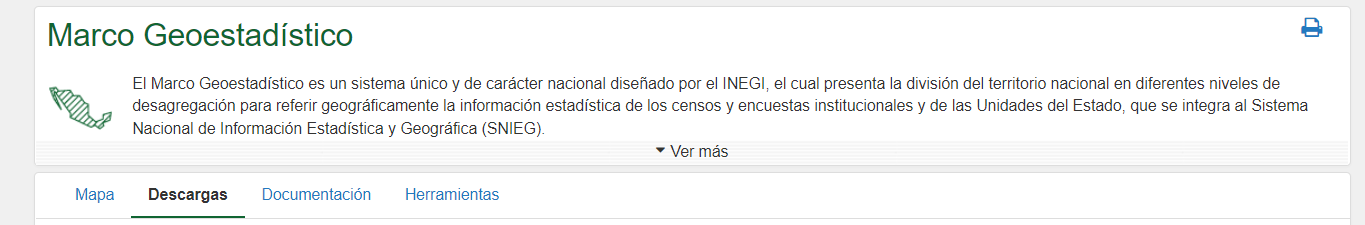 Marco Geoestadístico
El Marco Geoestadístico es un sistema único y de carácter nacional diseñado por el INEGI, el cual presenta la división del territorio nacional en diferentes niveles de
desagregación para referir geográficamente la información estadística de los censos y encuestas institucionales y de las Unidades del Estado, que se integra al Sistema
Nacional de Información Estadística y Geográfica (SNIEG).
Ver más
Mapa Descargas Documentación Herramientas